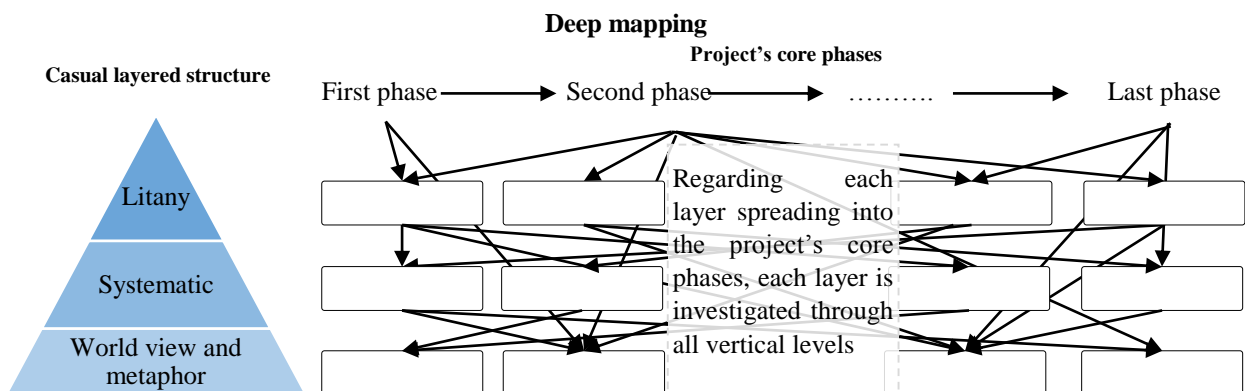 Deep mapping
Project's core phases
Casual layered structure
First phase
Second phase
……….
Last phase
Litany
Systematic
World view and
metaphor
Regarding each
layer spreading into
the project's core
phases, each layer is
investigated through
all vertical levels